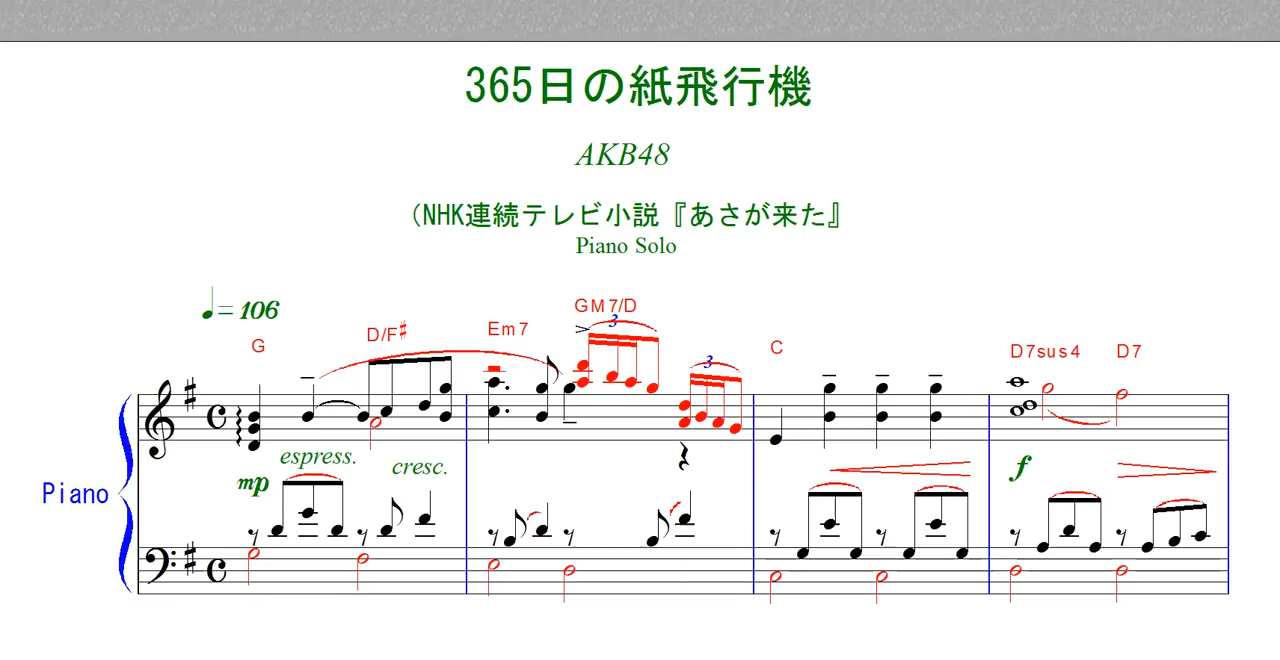 365日の紙飛行機
AKB48
(NHK連続テレビ小説『あさが来た』
Piano Solo
= 106
G D/F♯ Em7 GM7/D C D7sus4 D7
3 3
espress. cresc.
mp f
Piano